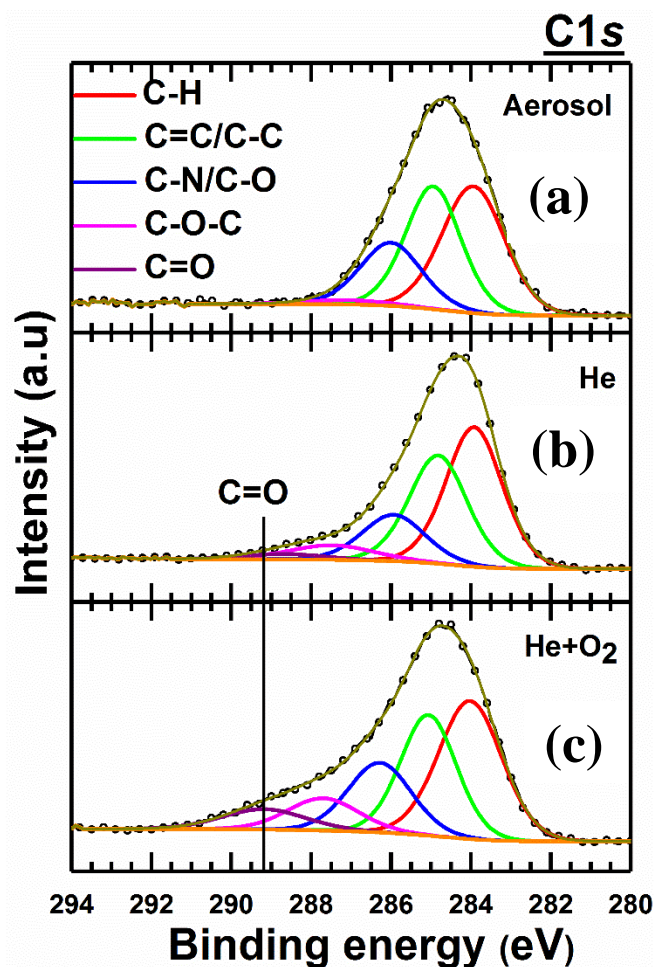 C1s
C-H
C=C/C-C
C-N/C-O
C-O-C
C=O
Aerosol
(a)
He
(b)
C=O
He+O2
(c)
Intensity (a.u)
294 292 290 288 286 284 282 280
Binding energy (eV)